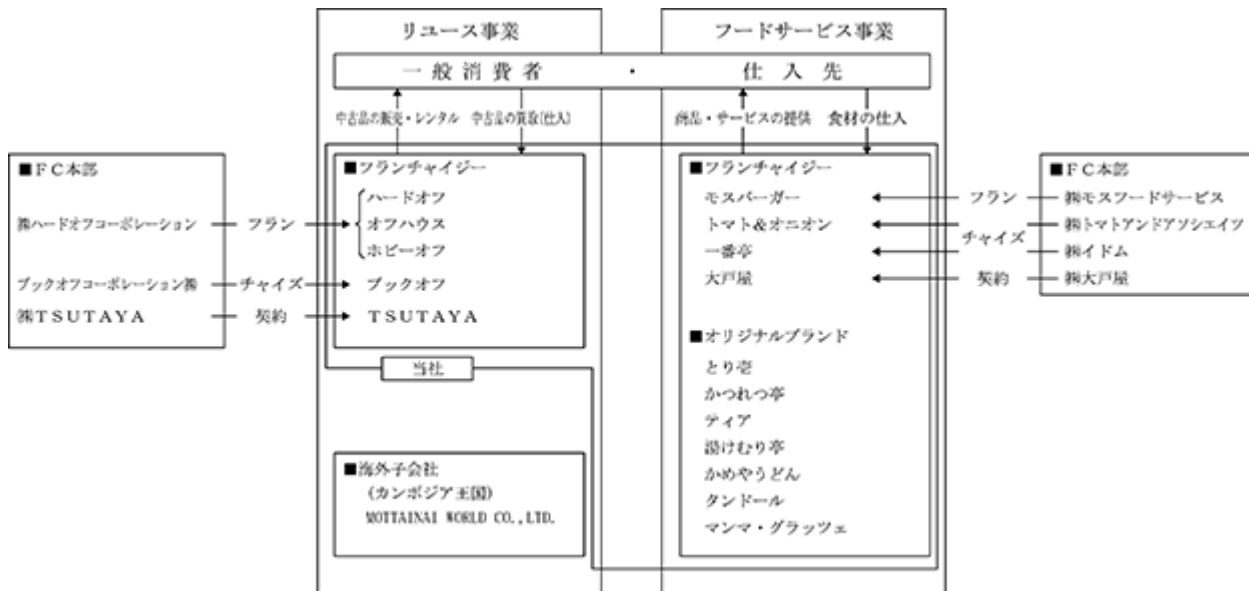 リユース事業
フードサービス事業
一般消費者 ・ 仕入先
中古品の販売・レンタル
中古品の買取(仕入)
商品・サービスの提供
食材の仕入
■FC本部
㈱ハードオフコーポレーション
ブックオフコーポレーション㈱
㈱TSUTAYA
フラン
チャイズ
契約
■フランチャイジー
ハードオフ
オフハウス
ホビーオフ
ブックオフ
TSUTAYA
当社
■海外子会社
(カンボジア王国)
MOTTAINAI WORLD CO.,LTD.
■フランチャイジー
モスバーガー
トマト&オニオン
一番亭
大戸屋
■オリジナルブランド
とり壱
かつれつ亭
ティア
湯けむり亭
かめやうどん
タンドール
マンマ・グラッツェ
フラン
チャイズ
契約
■FC本部
㈱モスフードサービス
㈱トマトアンドアソシエイツ
㈱イドム
㈱大戸屋